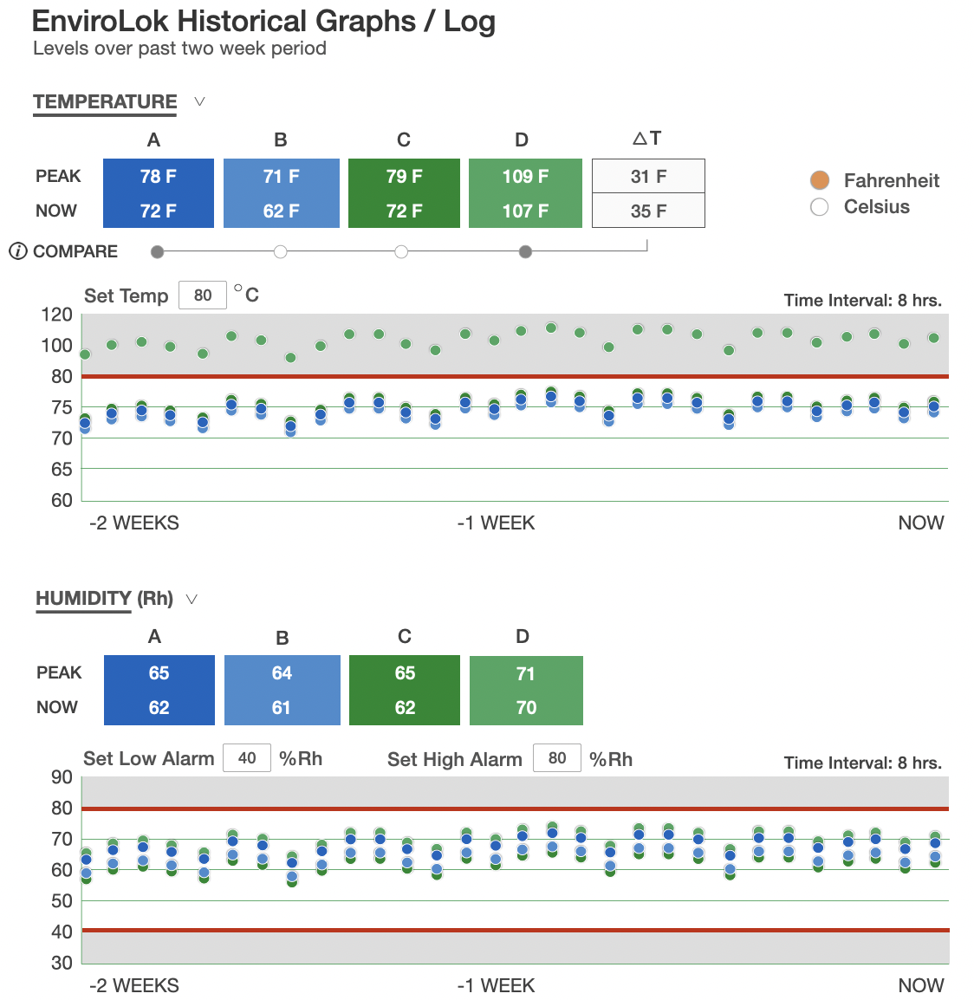 EnviroLok Historical Graphs / Log
Levels over past two week period
TEMPERATURE
A B C D △T
PEAK 78 F 71 F 79 F 109 F 31 F
NOW 72 F 62 F 72 F 107 F 35 F
Fahrenheit
Celsius
i COMPARE
Set Temp 80 °C
Time Interval: 8 hrs.
120
100
80
75
70
65
60
-2 WEEKS -1 WEEK NOW
HUMIDITY (Rh)
A B C D
PEAK 65 64 65 71
NOW 62 61 62 70
Set Low Alarm 40 %Rh Set High Alarm 80 %Rh
Time Interval: 8 hrs.
90
80
70
60
50
40
30
-2 WEEKS -1 WEEK NOW